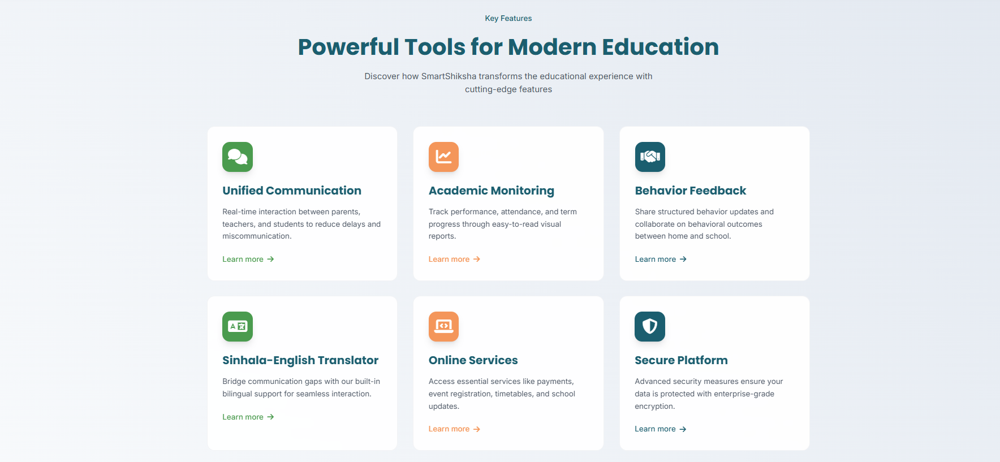 Key Features
Powerful Tools for Modern Education
Discover how SmartShiksha transforms the educational experience with
cutting-edge features
Unified Communication
Real-time interaction between parents,
teachers, and students to reduce delays and
miscommunication.
Learn more →
Academic Monitoring
Track performance, attendance, and term
progress through easy-to-read visual
reports.
Learn more →
Behavior Feedback
Share structured behavior updates and
collaborate on behavioral outcomes
between home and school.
Learn more →
A
Sinhala-English Translator
Bridge communication gaps with our built-in
bilingual support for seamless interaction.
Learn more →
Online Services
Access essential services like payments,
event registration, timetables, and school
updates.
Learn more →
Secure Platform
Advanced security measures ensure your
data is protected with enterprise-grade
encryption.
Learn more →